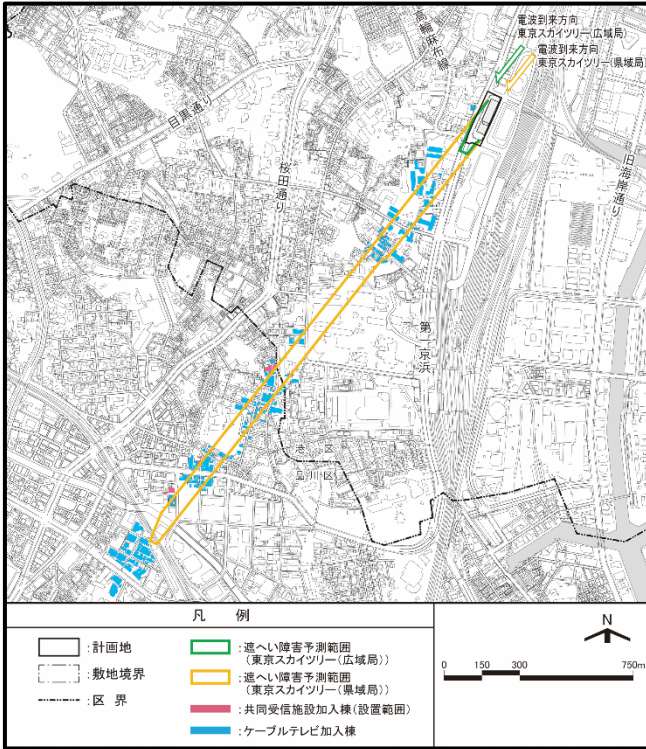 電波到来方向
東京スカイツリー(広域局)
電波到来方向
東京スカイツリー(県域局)
高輪麻布線
目黒通り
桜田通り
旧海岸通り
第一京浜
港区
品川区
凡 例
:計画地
:敷地境界
:区 界
:遮へい障害予測範囲
(東京スカイツリー(広域局))
:遮へい障害予測範囲
(東京スカイツリー(県域局))
:共同受信施設加入棟(設置範囲)
:ケーブルテレビ加入棟
N
0 150 300 750m